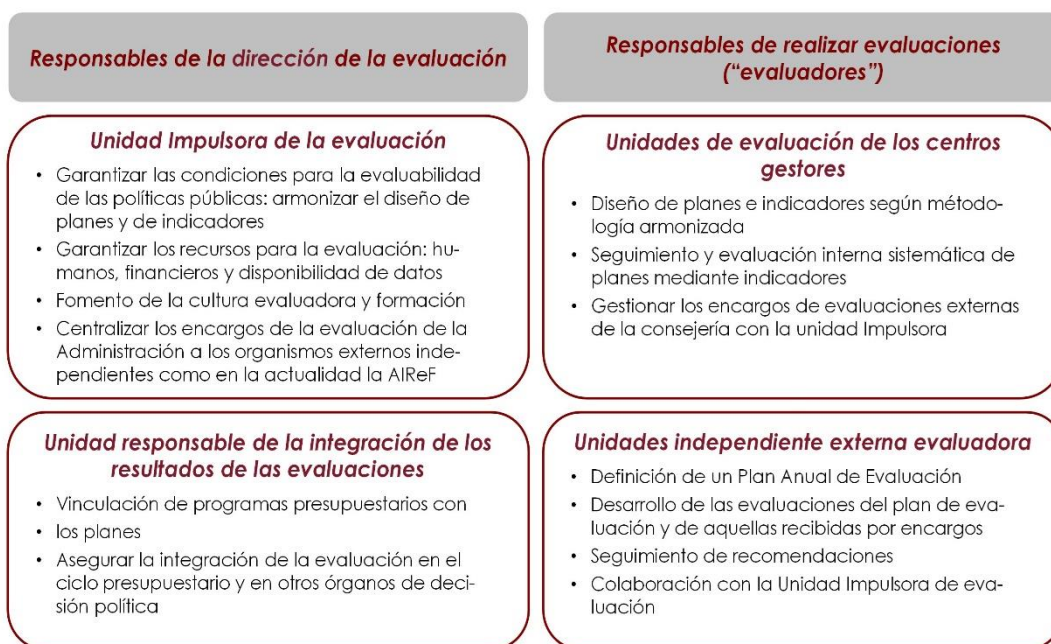 Responsables de la dirección de la evaluación
Responsables de realizar evaluaciones
(“evaluadores”)
Unidad Impulsora de la evaluación
• Garantizar las condiciones para la evaluabilidad
de las políticas públicas: armonizar el diseño de
planes y de indicadores
• Garantizar los recursos para la evaluación: hu-
manos, financieros y disponibilidad de datos
• Fomento de la cultura evaluadora y formación
• Centralizar los encargos de la evaluación de la
Administración a los organismos externos inde-
pendientes como en la actualidad la AIReF
Unidades de evaluación de los centros
gestores
• Diseño de planes e indicadores según método-
logía armonizada
• Seguimiento y evaluación interna sistemática de
planes mediante indicadores
• Gestionar los encargos de evaluaciones externas
de la consejería con la unidad Impulsora
Unidad responsable de la integración de los
resultados de las evaluaciones
• Vinculación de programas presupuestarios con
• los planes
• Asegurar la integración de la evaluación en el
ciclo presupuestario y en otros órganos de deci-
sión política
Unidades independiente externa evaluadora
• Definición de un Plan Anual de Evaluación
• Desarrollo de las evaluaciones del plan de eva-
luación y de aquellas recibidas por encargos
• Seguimiento de recomendaciones
• Colaboración con la Unidad Impulsora de eva-
luación